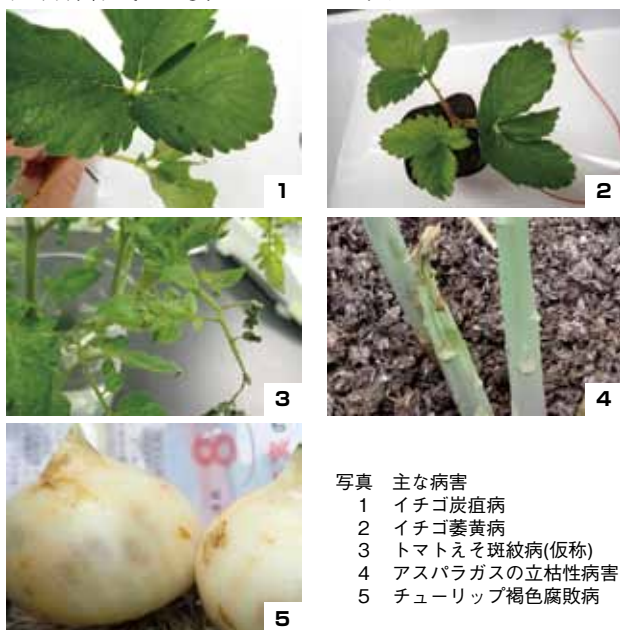 1
2
3
4
5
写真 主な病害
1 イチゴ炭疽病
2 イチゴ萎黄病
3 トマトえそ斑紋病(仮称)
4 アスパラガスの立枯性病害
5 チューリップ褐色腐敗病